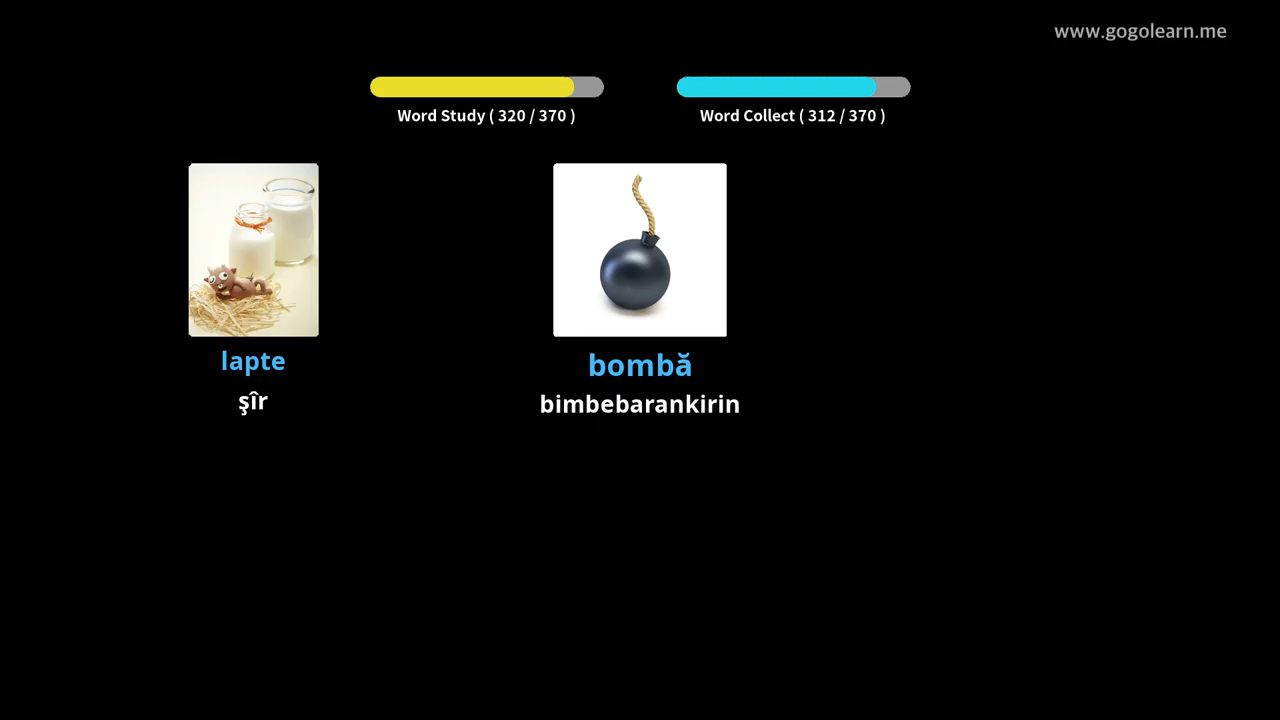 www.gogolearn.me
Word Study ( 320 / 370 )
Word Collect ( 312 / 370 )
lapte
şîr
bombă
bimbebarankirin